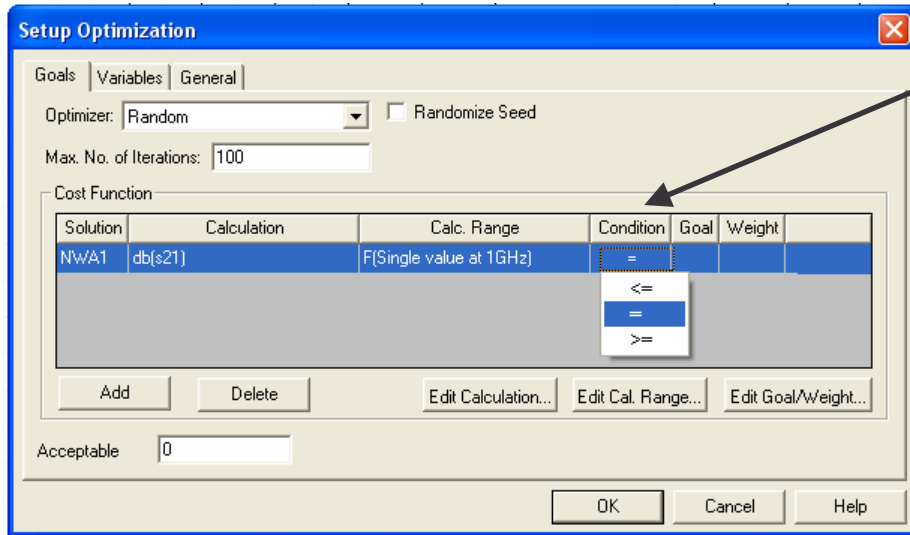 Setup Optimization
Goals Variables General
Optimizer: Random Randomize Seed
Max. No. of Iterations: 100
Cost Function
Solution Calculation Calc. Range Condition Goal Weight
NWA1 db(s21) F(Single value at 1GHz) =
<=
=
>=
Add Delete Edit Calculation... Edit Cal. Range... Edit Goal/Weight...
Acceptable 0
OK Cancel Help